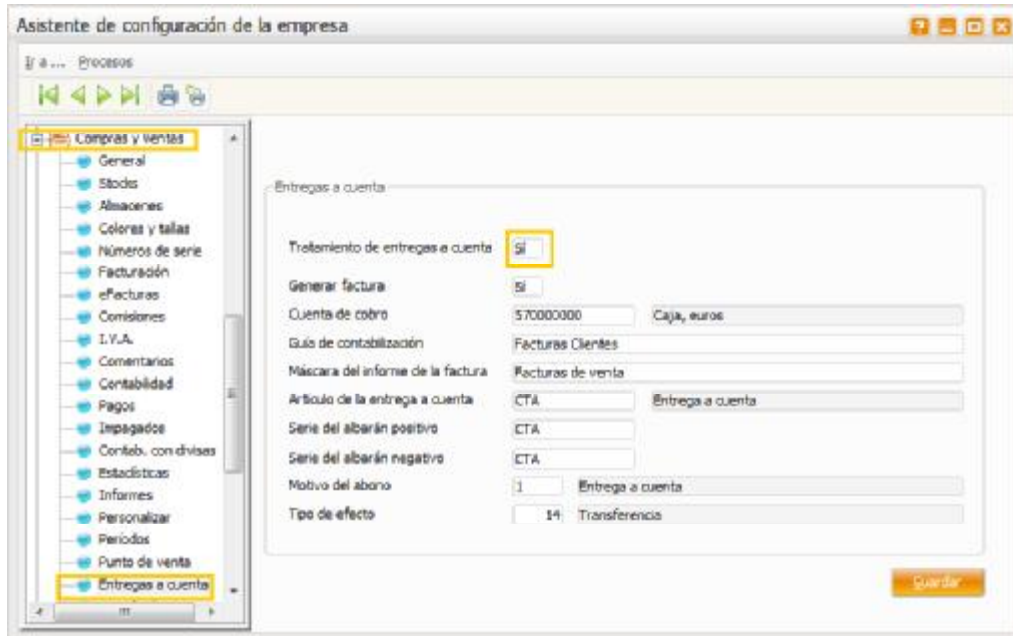 Asistente de configuración de la empresa
Ir a ... Procesos
Compras y Ventas
General
Stocks
Almacenes
Colores y tallas
Números de serie
Facturación
eFacturas
Comisiones
I.V.A.
Comentarios
Contabilidad
Pagos
Impagados
Contab. con divisas
Estadísticas
Informes
Personalizar
Periodos
Punto de venta
Entregas a cuenta
Entregas a cuenta
Tratamiento de entregas a cuenta Sí
Generar factura Sí
Cuenta de cobro 570000000 Caja, euros
Guía de contabilización Facturas Clientes
Máscara del informe de la factura Facturas de venta
Artículo de la entrega a cuenta CTA Entrega a cuenta
Serie del albarán positivo CTA
Serie del albarán negativo CTA
Motivo del abono 1 Entrega a cuenta
Tipo de efecto 14 Transferencia
Guardar